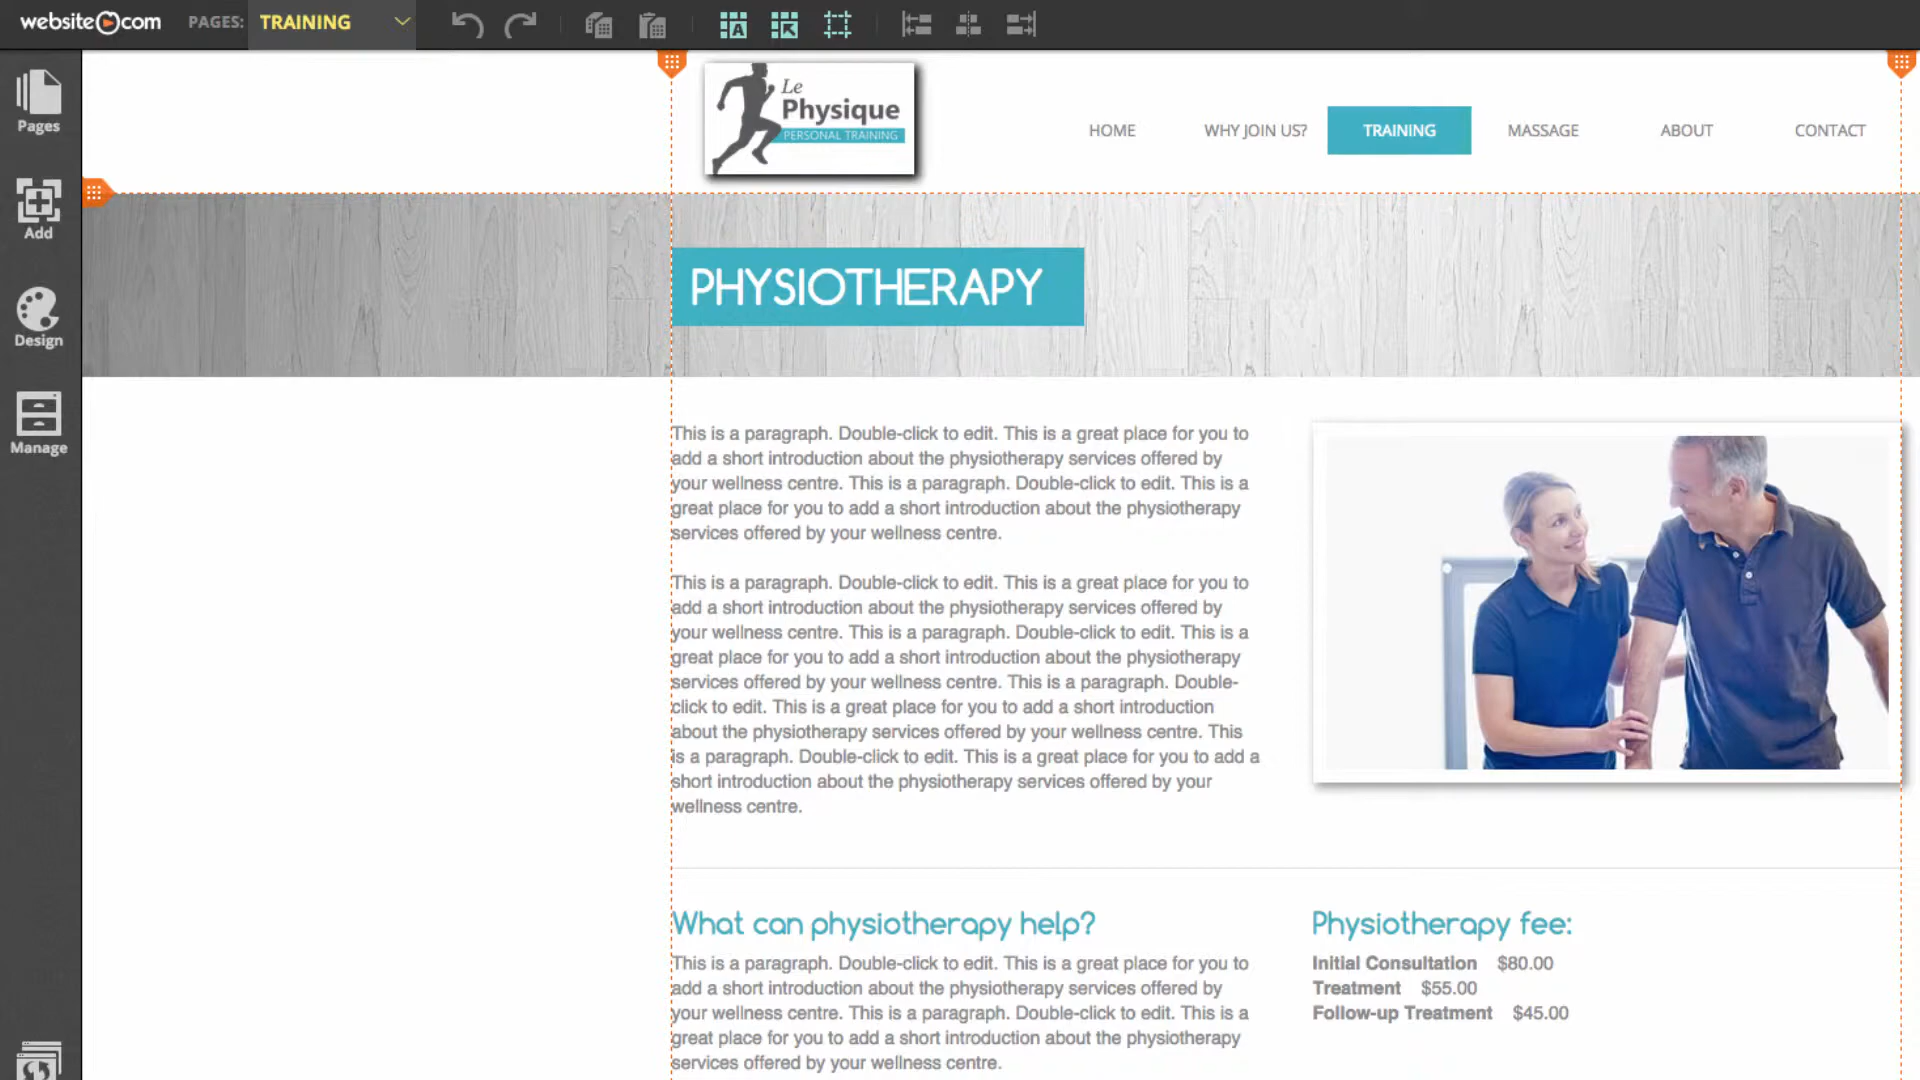 website.com PAGES: TRAINING
Pages
Add
Design
Manage
Le
Physique
PERSONAL TRAINING
HOME WHY JOIN US? TRAINING MASSAGE ABOUT CONTACT
PHYSIOTHERAPY
This is a paragraph. Double-click to edit. This is a great place for you to
add a short introduction about the physiotherapy services offered by
your wellness centre. This is a paragraph. Double-click to edit. This is a
great place for you to add a short introduction about the physiotherapy
services offered by your wellness centre.
This is a paragraph. Double-click to edit. This is a great place for you to
add a short introduction about the physiotherapy services offered by
your wellness centre. This is a paragraph. Double-click to edit. This is a
great place for you to add a short introduction about the physiotherapy
services offered by your wellness centre. This is a paragraph. Double-
click to edit. This is a great place for you to add a short introduction
about the physiotherapy services offered by your wellness centre. This
is a paragraph. Double-click to edit. This is a great place for you to add a
short introduction about the physiotherapy services offered by your
wellness centre.
What can physiotherapy help?
This is a paragraph. Double-click to edit. This is a great place for you to
add a short introduction about the physiotherapy services offered by
your wellness centre. This is a paragraph. Double-click to edit. This is a
great place for you to add a short introduction about the physiotherapy
services offered by your wellness centre.
Physiotherapy fee:
Initial Consultation $80.00
Treatment $55.00
Follow-up Treatment $45.00